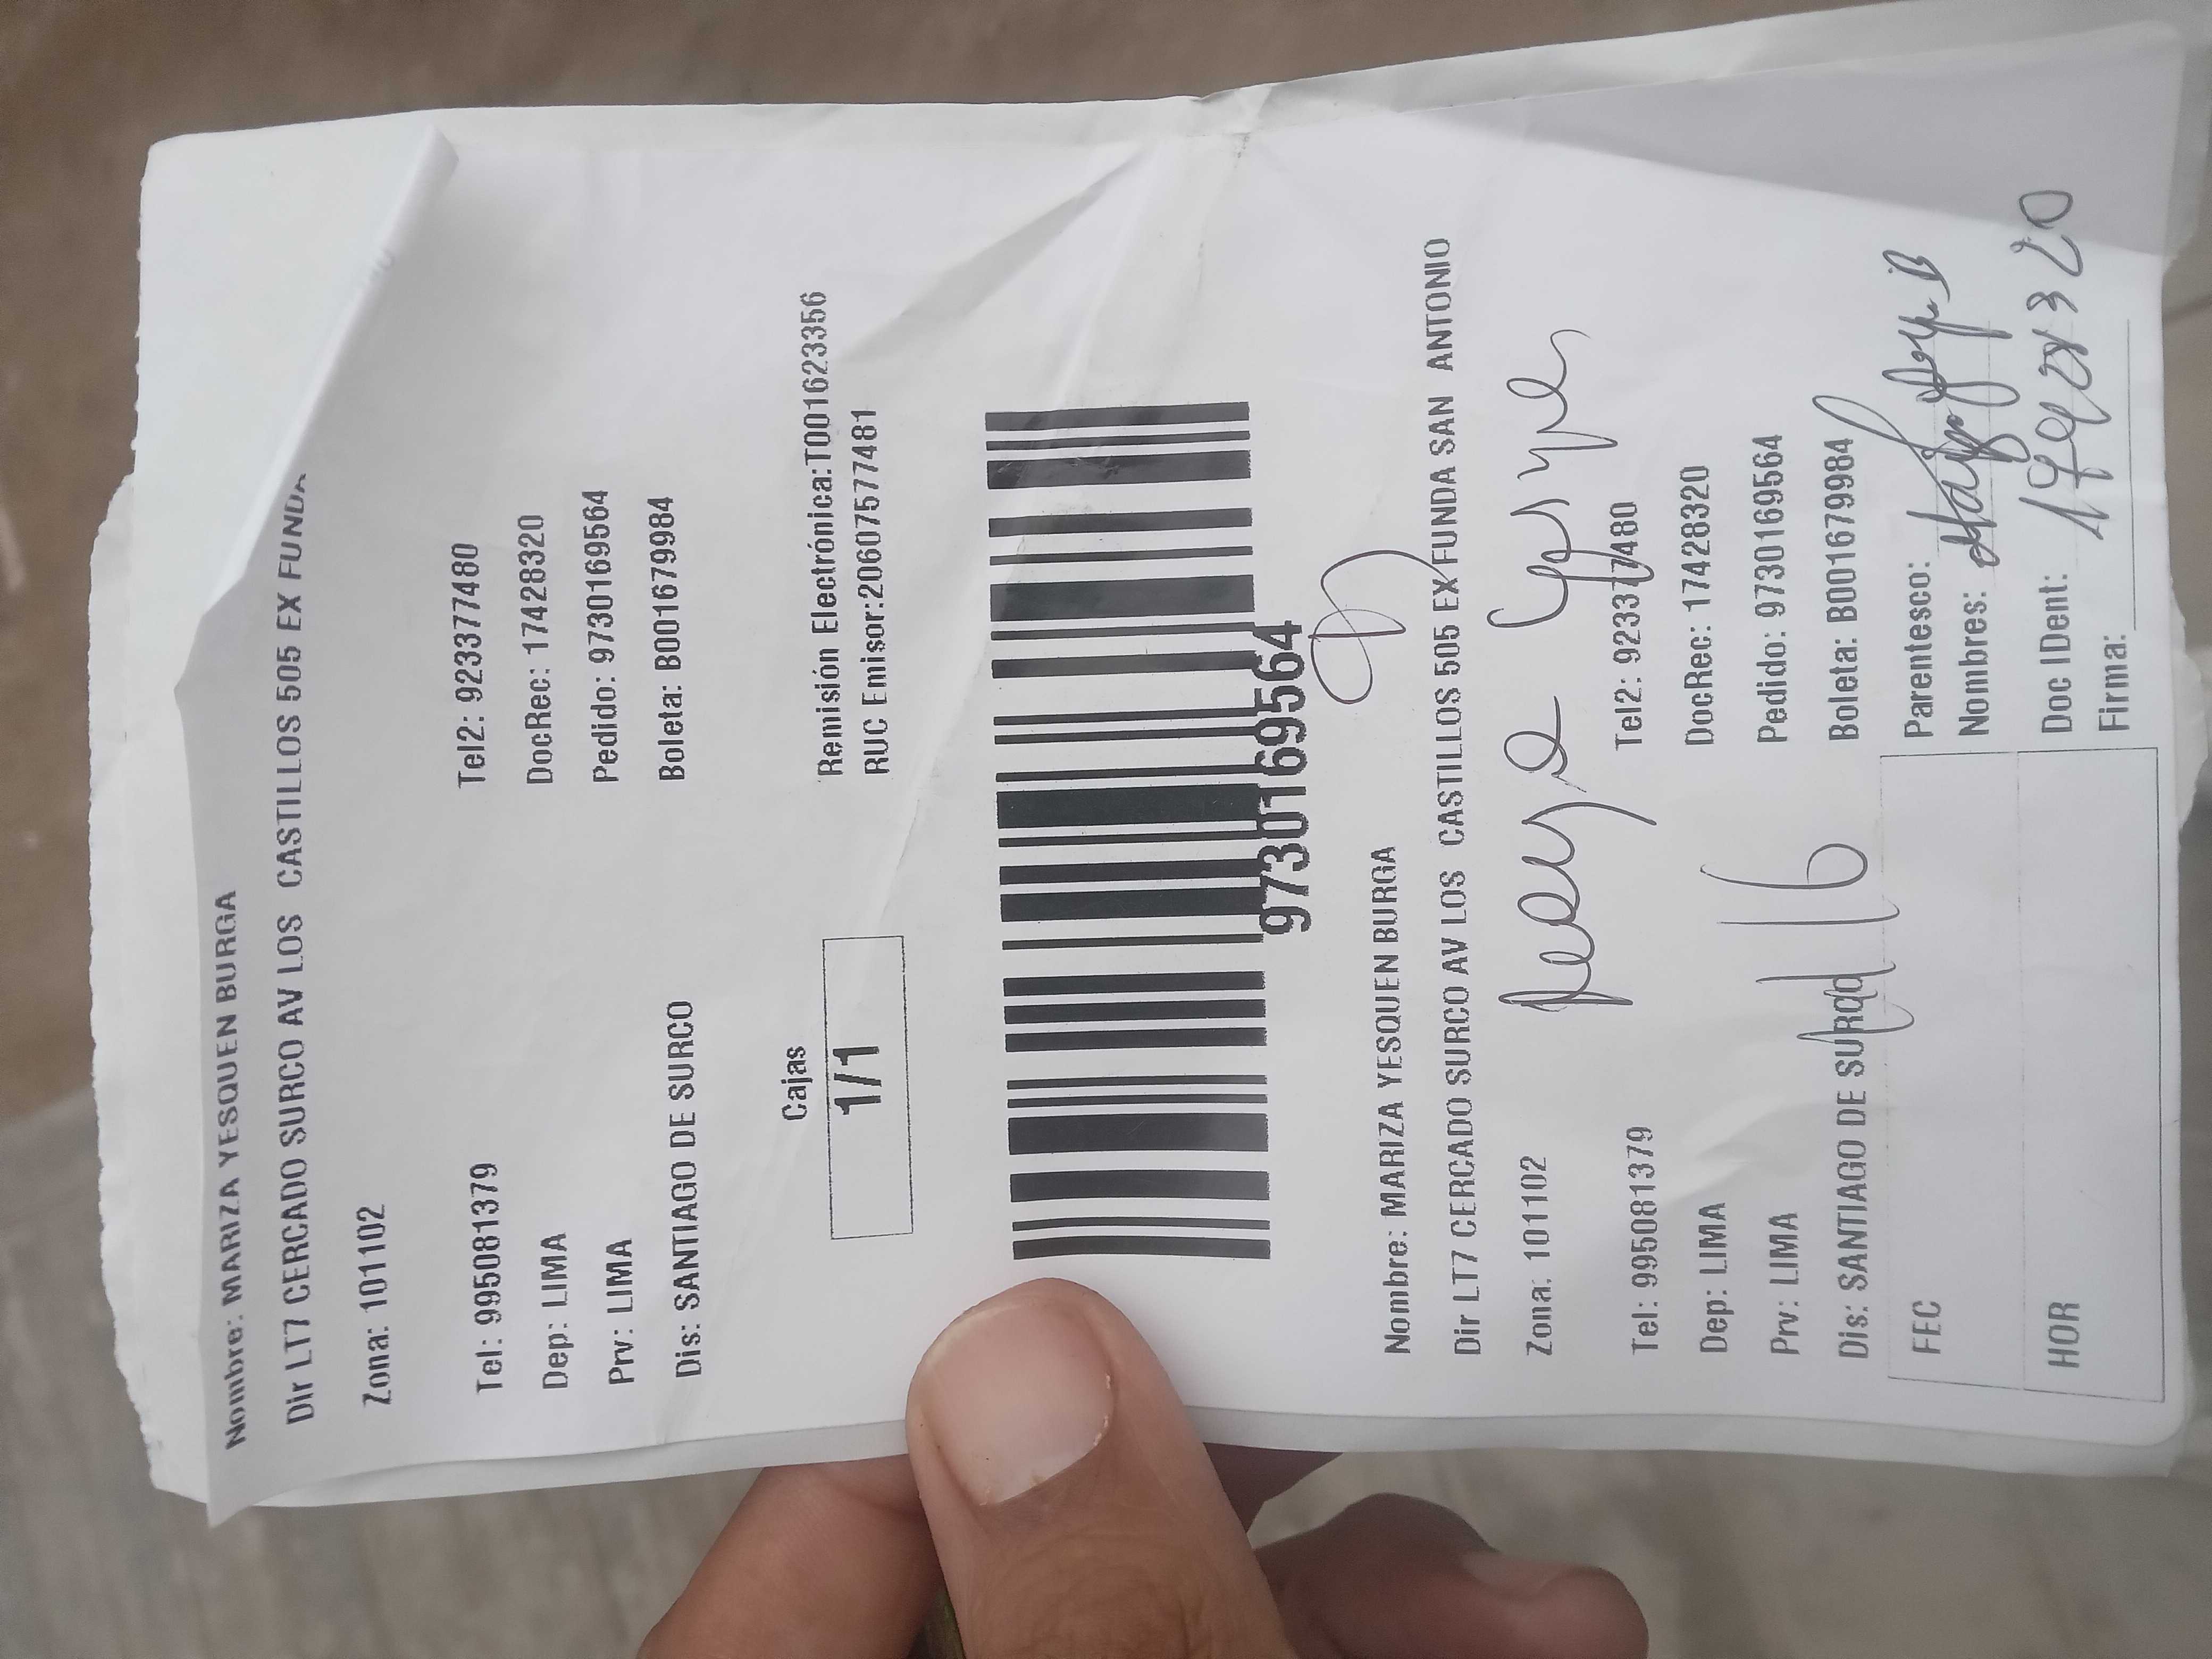 Nombre: MARIZA YESQUEN BURGA
Dir LT7 CERCADO SURCO AV LOS CASTILLOS 505 EX FUNDA
Zona: 101102
Tel: 995081379 Tel2: 923377480
Dep: LIMA DocRec: 17428320
Prv: LIMA Pedido: 9730169564
Dis: SANTIAGO DE SURCO Boleta: B001679984
Cajas Remisión Electrónica:T001623356
1/1 RUC Emisor:20607577481
9730169564
Nombre: MARIZA YESQUEN BURGA
Dir LT7 CERCADO SURCO AV LOS CASTILLOS 505 EX FUNDA SAN ANTONIO
Zona: 101102
Tel: 995081379 Tel2: 923377480
Dep: LIMA DocRec: 17428320
Prv: LIMA Pedido: 9730169564
Dis: SANTIAGO DE SURCO Boleta: B001679984
FEC Parentesco:
Nombres:
HOR Doc IDent: 17428320
Firma: